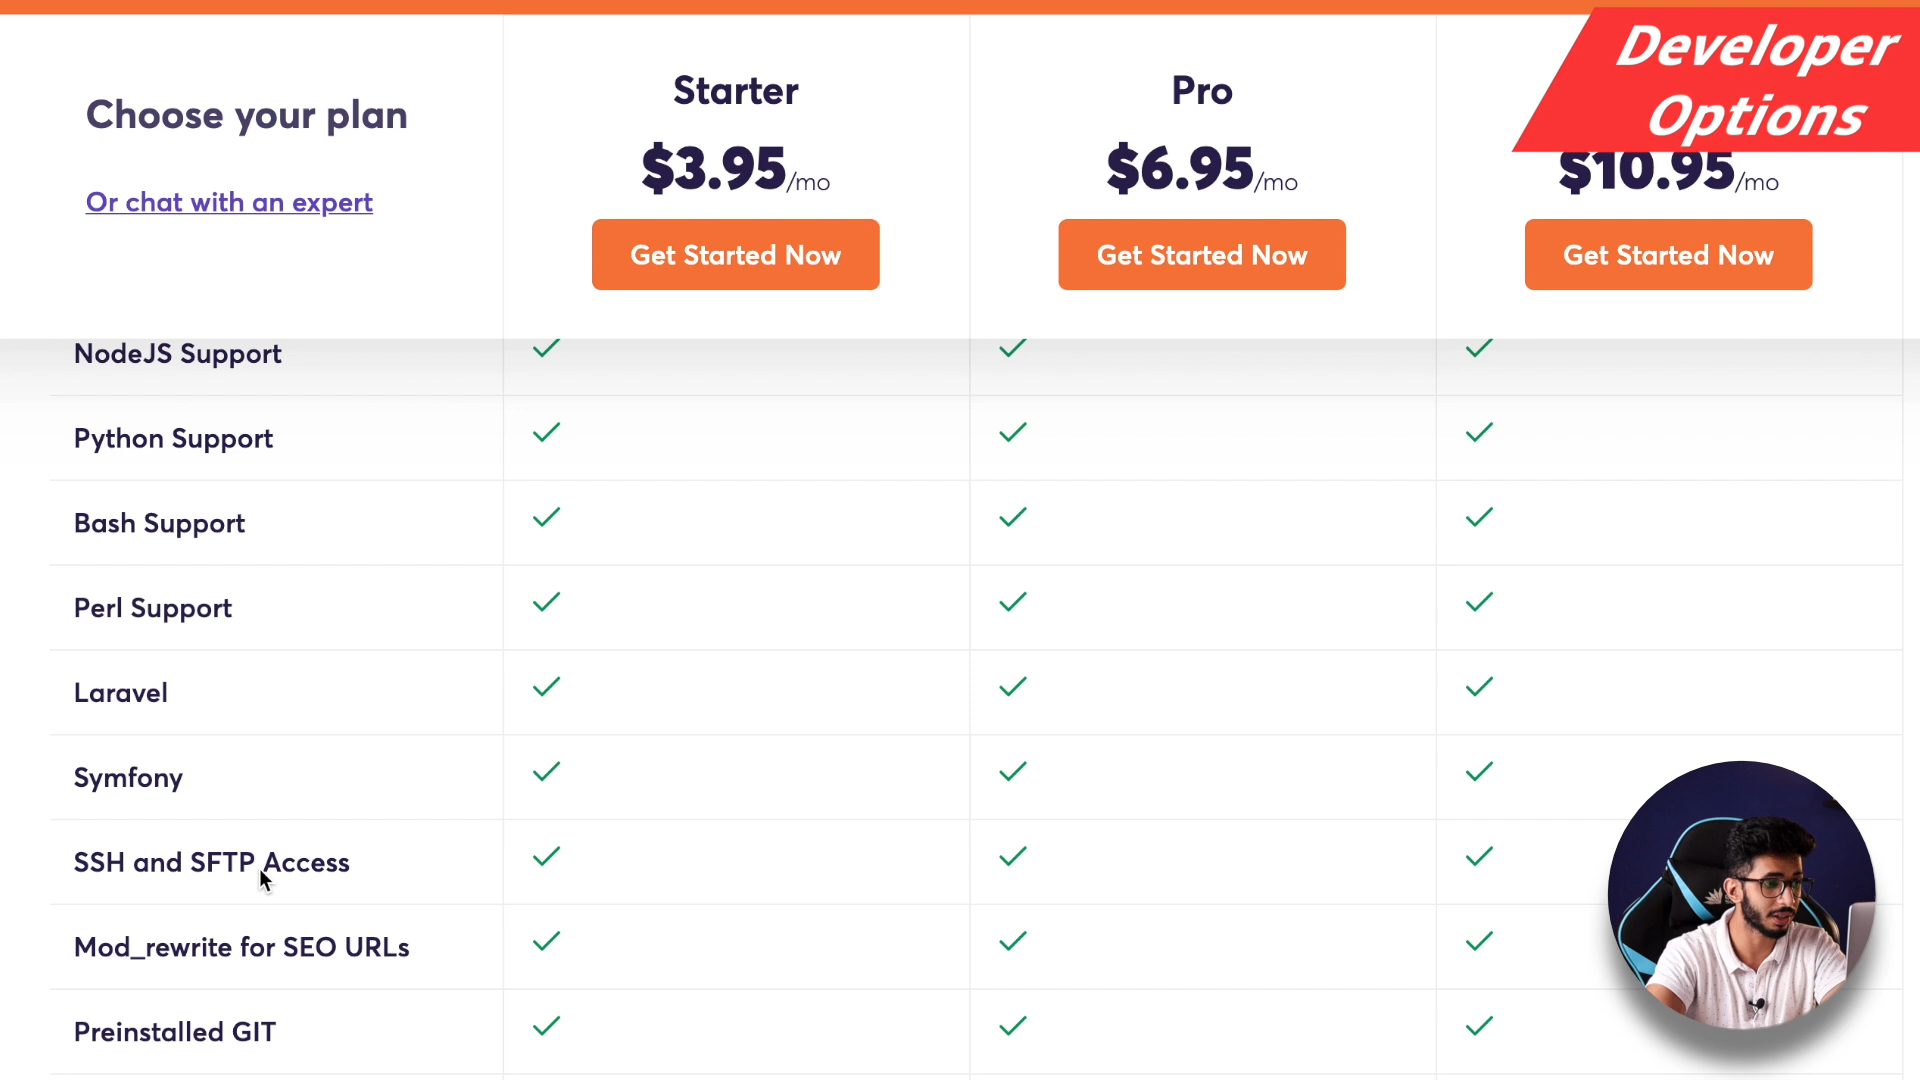 Developer
Options
Choose your plan
Or chat with an expert
Starter
$3.95/mo
Get Started Now
Pro
$6.95/mo
Get Started Now
$10.95/mo
Get Started Now
NodeJS Support
Python Support
Bash Support
Perl Support
Laravel
Symfony
SSH and SFTP Access
Mod_rewrite for SEO URLs
Preinstalled GIT